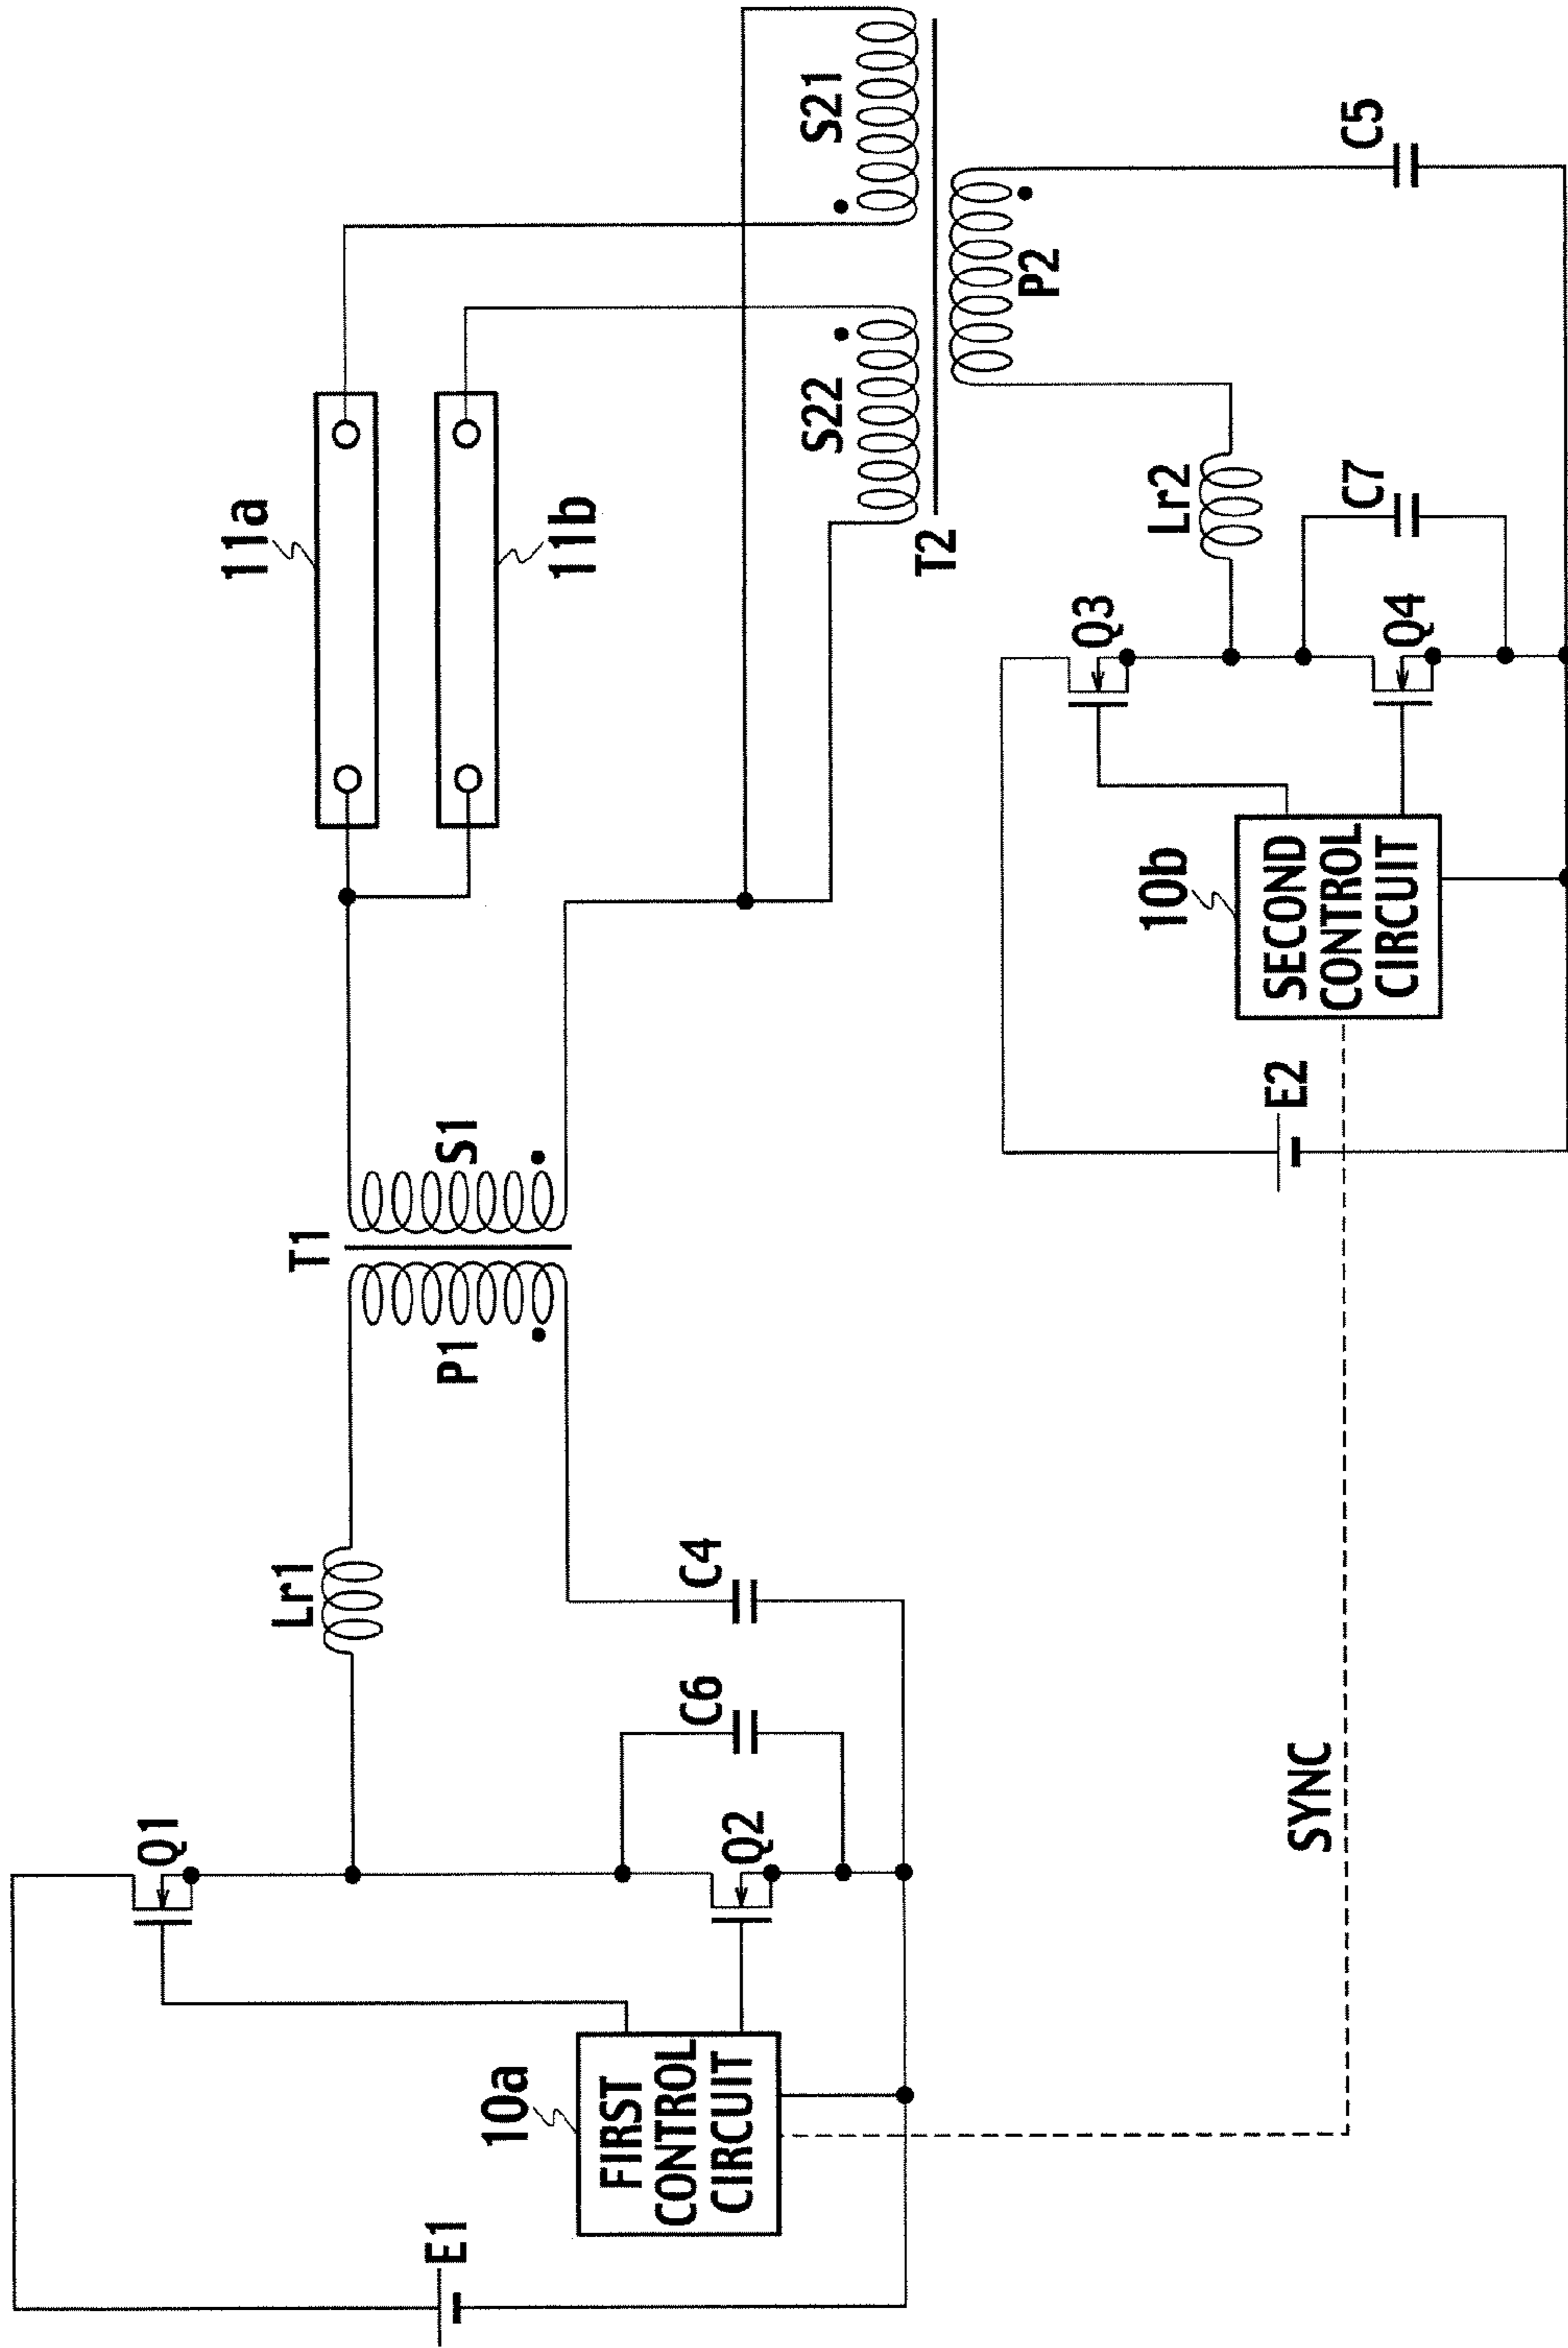 E1
10a
FIRST
CONTROL
CIRCUIT
Q1
Q2
C6
C4
Lr1
T1
P1
S1
11a
11b
S21
S22
T2
P2
Lr2
C5
C7
Q3
Q4
10b
SECOND
CONTROL
CIRCUIT
E2
SYNC